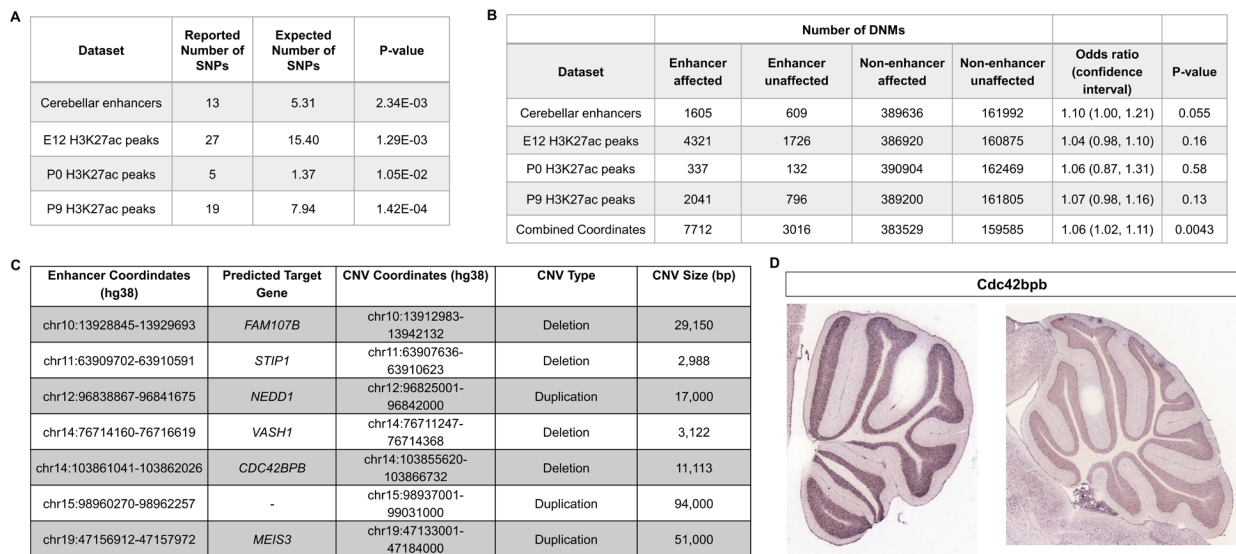 A
Dataset Reported Number of SNPs Expected Number of SNPs P-value
Cerebellar enhancers 13 5.31 2.34E-03
E12 H3K27ac peaks 27 15.40 1.29E-03
P0 H3K27ac peaks 5 1.37 1.05E-02
P9 H3K27ac peaks 19 7.94 1.42E-04
B
Number of DNMs
Dataset Enhancer affected Enhancer unaffected Non-enhancer affected Non-enhancer unaffected Odds ratio (confidence interval) P-value
Cerebellar enhancers 1605 609 389636 161992 1.10 (1.00, 1.21) 0.055
E12 H3K27ac peaks 4321 1726 386920 160875 1.04 (0.98, 1.10) 0.16
P0 H3K27ac peaks 337 132 390904 162469 1.06 (0.87, 1.31) 0.58
P9 H3K27ac peaks 2041 796 389200 161805 1.07 (0.98, 1.16) 0.13
Combined Coordinates 7712 3016 383529 159585 1.06 (1.02, 1.11) 0.0043
C
Enhancer Coordindates (hg38) Predicted Target Gene CNV Coordinates (hg38) CNV Type CNV Size (bp)
chr10:13928845-13929693 FAM107B chr10:13912983-13942132 Deletion 29,150
chr11:63909702-63910591 STIP1 chr11:63907636-63910623 Deletion 2,988
chr12:96838867-96841675 NEDD1 chr12:96825001-96842000 Duplication 17,000
chr14:76714160-76716619 VASH1 chr14:76711247-76714368 Deletion 3,122
chr14:103861041-103862026 CDC42BPB chr14:103855620-103866732 Deletion 11,113
chr15:98960270-98962257 - chr15:98937001-99031000 Duplication 94,000
chr19:47156912-47157972 MEIS3 chr19:47133001-47184000 Duplication 51,000
D
Cdc42bpb